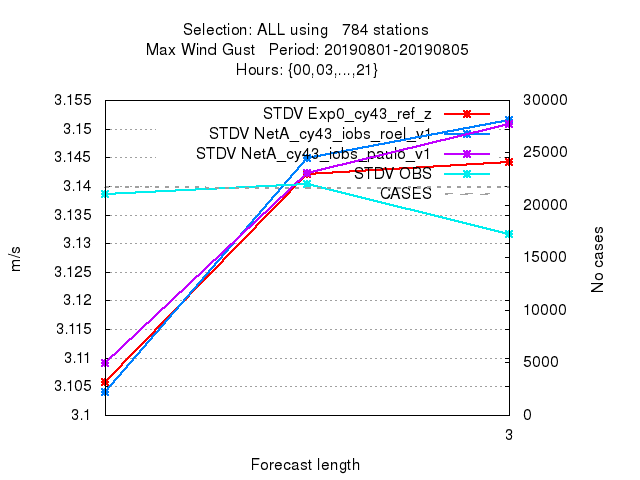 Selection: ALL using   784 stations
Max Wind Gust   Period: 20190801-20190805
Hours: {00,03,...,21}
3.155
3.15
3.145
3.14
3.135
3.13
3.125
3.12
3.115
3.11
3.105
3.1
m/s
STDV Exp0_cy43_ref_z
STDV NetA_cy43_iobs_roel_v1
STDV NetA_cy43_iobs_paulo_v1
STDV OBS
CASES
30000
25000
20000
15000
10000
5000
0
No cases
3
Forecast length